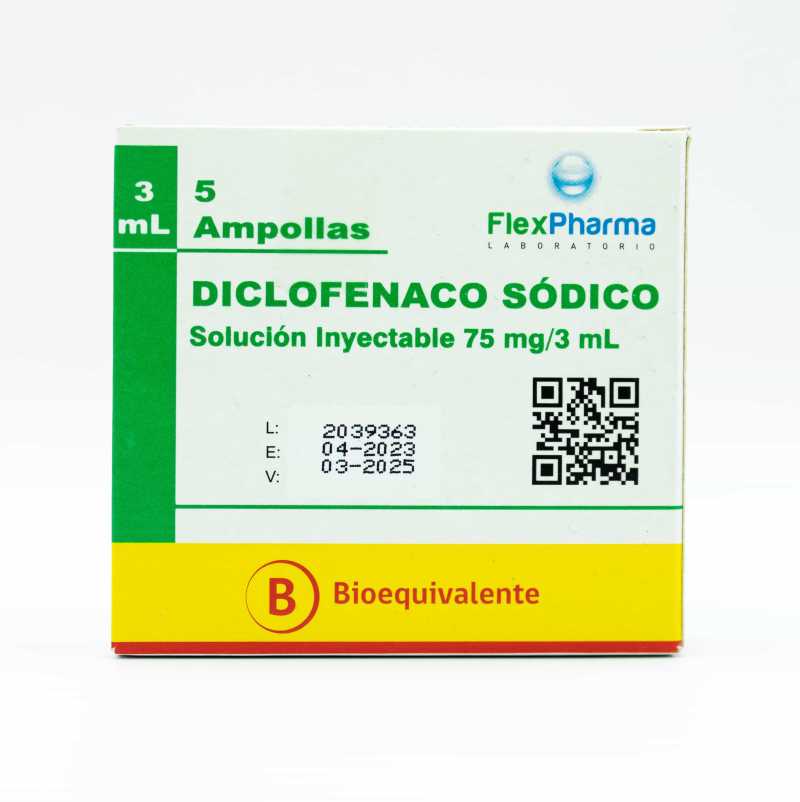 3
mL
5
Ampollas
FlexPharma
LABORATORIO
DICLOFENACO SÓDICO
Solución Inyectable 75 mg/3 mL
L: 2039363
E: 04-2023
V: 03-2025
B Bioequivalente